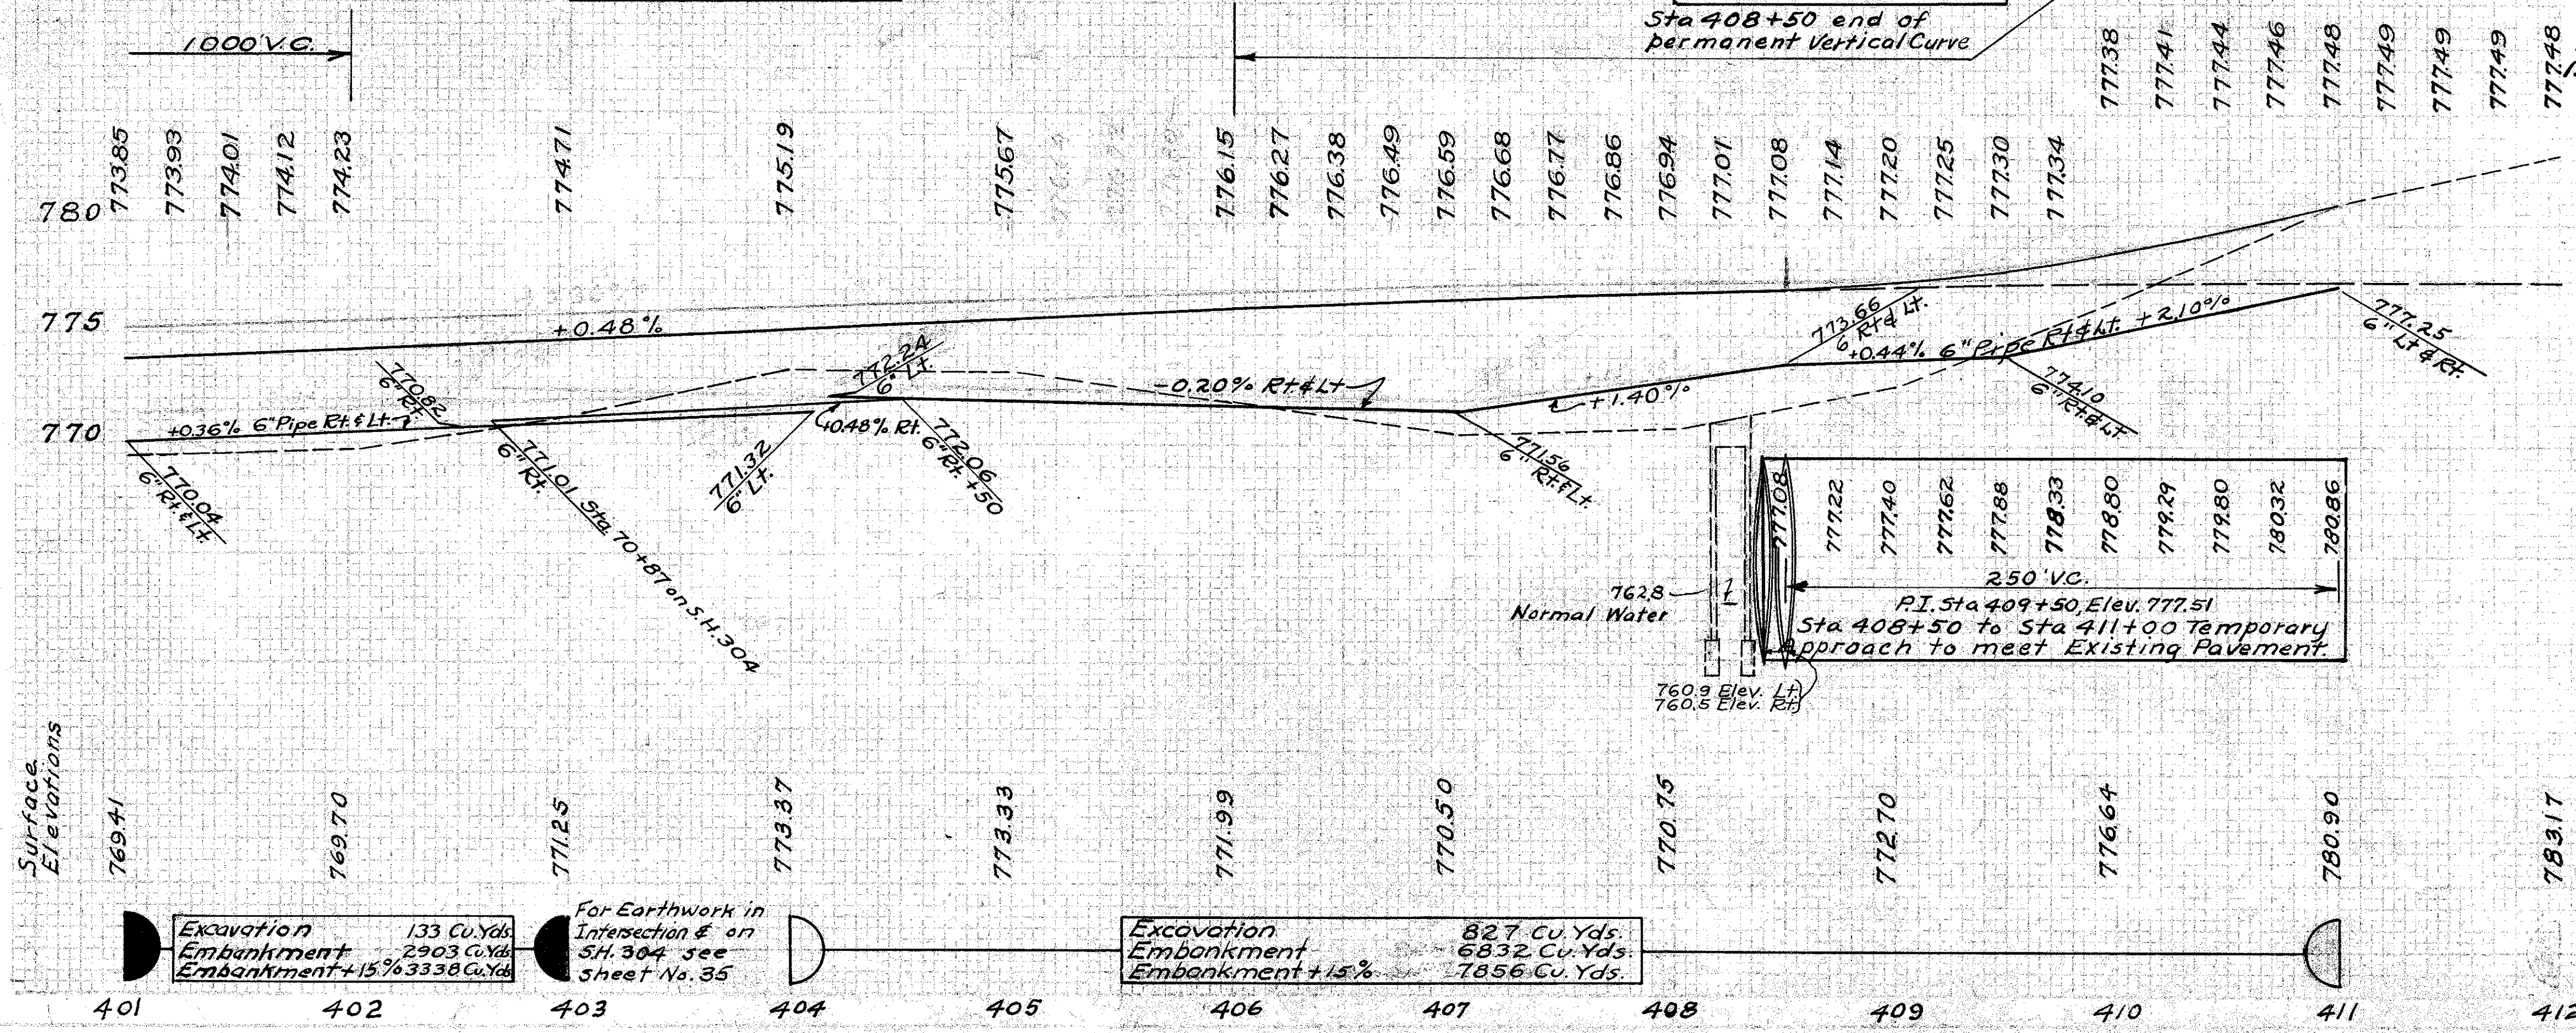 1000' V.C.
Sta 408+50 end of
permanent Vertical Curve
777.38
777.41
777.44
777.46
777.48
777.49
777.49
777.49
777.48
773.85
773.93
774.01
774.12
774.23
774.71
775.19
775.67
776.15
776.27
776.38
776.49
776.59
776.68
776.77
776.86
776.94
777.01
777.08
777.14
777.20
777.25
777.30
777.34
780
775
770
+0.48%
770.82
6" Rt.
772.24
6" Lt.
-0.20% Rt & Lt
+1.40%
773.66
6" Rt & Lt.
+0.44% 6" Pipe Rt & Lt. +2.10%
777.25
6" Lt & Rt.
774.10
6" Rt & Lt
+0.36% 6" Pipe Rt. & Lt.
+0.48% Rt.
770.04
6" Rt. & Lt.
771.01 Sta. 70+87 on S.H. 304
6" Rt.
771.32
6" Lt.
772.06
6" Rt. +50
771.56
6" Rt & Lt.
777.08
777.22
777.40
777.62
777.88
778.33
778.80
779.29
779.80
780.32
780.86
250' V.C.
P.I. Sta 409+50, Elev. 777.51
Sta 408+50 to Sta 411+00 Temporary
Approach to meet Existing Pavement.
762.8
Normal Water
760.9 Elev. Lt.
760.5 Elev. Rt.
Surface
Elevations
769.41
769.70
771.25
773.37
773.33
771.99
770.50
770.75
772.70
776.64
780.90
783.17
Excavation 133 Cu. Yds.
Embankment 2903 Cu. Yds.
Embankment +15% 3338 Cu. Yds
For Earthwork in
Intersection & on
S.H. 304 see
sheet No. 35
Excavation 827 Cu. Yds.
Embankment 6832 Cu. Yds.
Embankment +15% 7856 Cu. Yds.
401 402 403 404 405 406 407 408 409 410 411 412